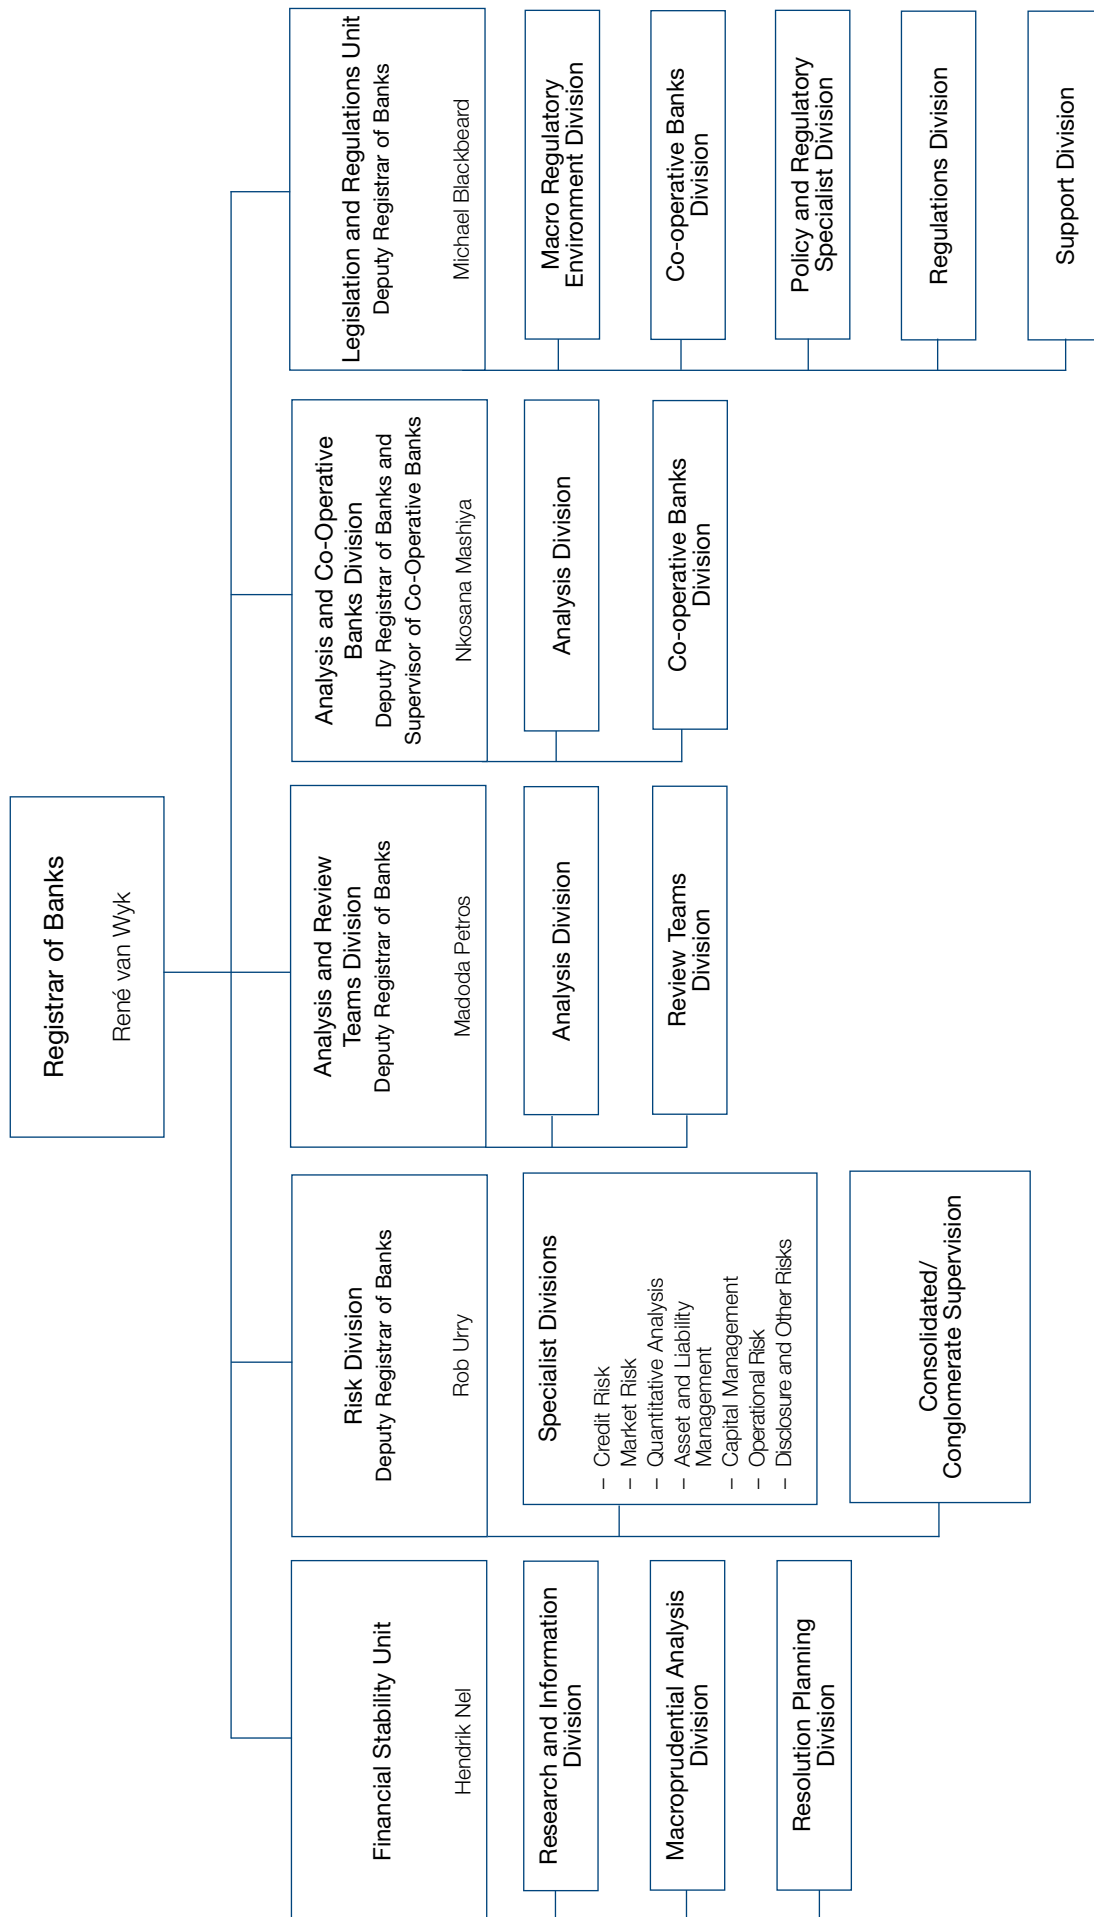 Registrar of Banks
René van Wyk
Financial Stability Unit
Hendrik Nel
Research and Information
Division
Macroprudential Analysis
Division
Resolution Planning
Division
Risk Division
Deputy Registrar of Banks
Rob Urry
Specialist Divisions
– Credit Risk
– Market Risk
– Quantitative Analysis
– Asset and Liability
Management
– Capital Management
– Operational Risk
– Disclosure and Other Risks
Consolidated/
Conglomerate Supervision
Analysis and Review
Teams Division
Deputy Registrar of Banks
Madoda Petros
Analysis Division
Review Teams
Division
Analysis and Co-Operative
Banks Division
Deputy Registrar of Banks and
Supervisor of Co-Operative Banks
Nkosana Mashiya
Analysis Division
Co-operative Banks
Division
Legislation and Regulations Unit
Deputy Registrar of Banks
Michael Blackbeard
Macro Regulatory
Environment Division
Co-operative Banks
Division
Policy and Regulatory
Specialist Division
Regulations Division
Support Division